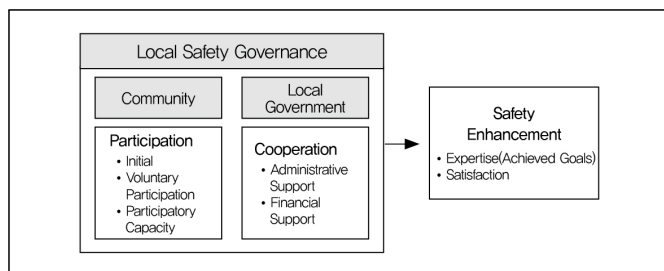 Local Safety Governance
Community
Participation
• Initial
• Voluntary
Participation
• Participatory
Capacity
Local
Government
Cooperation
• Administrative
Support
• Financial
Support
Safety
Enhancement
• Expertise(Achieved Goals)
• Satisfaction